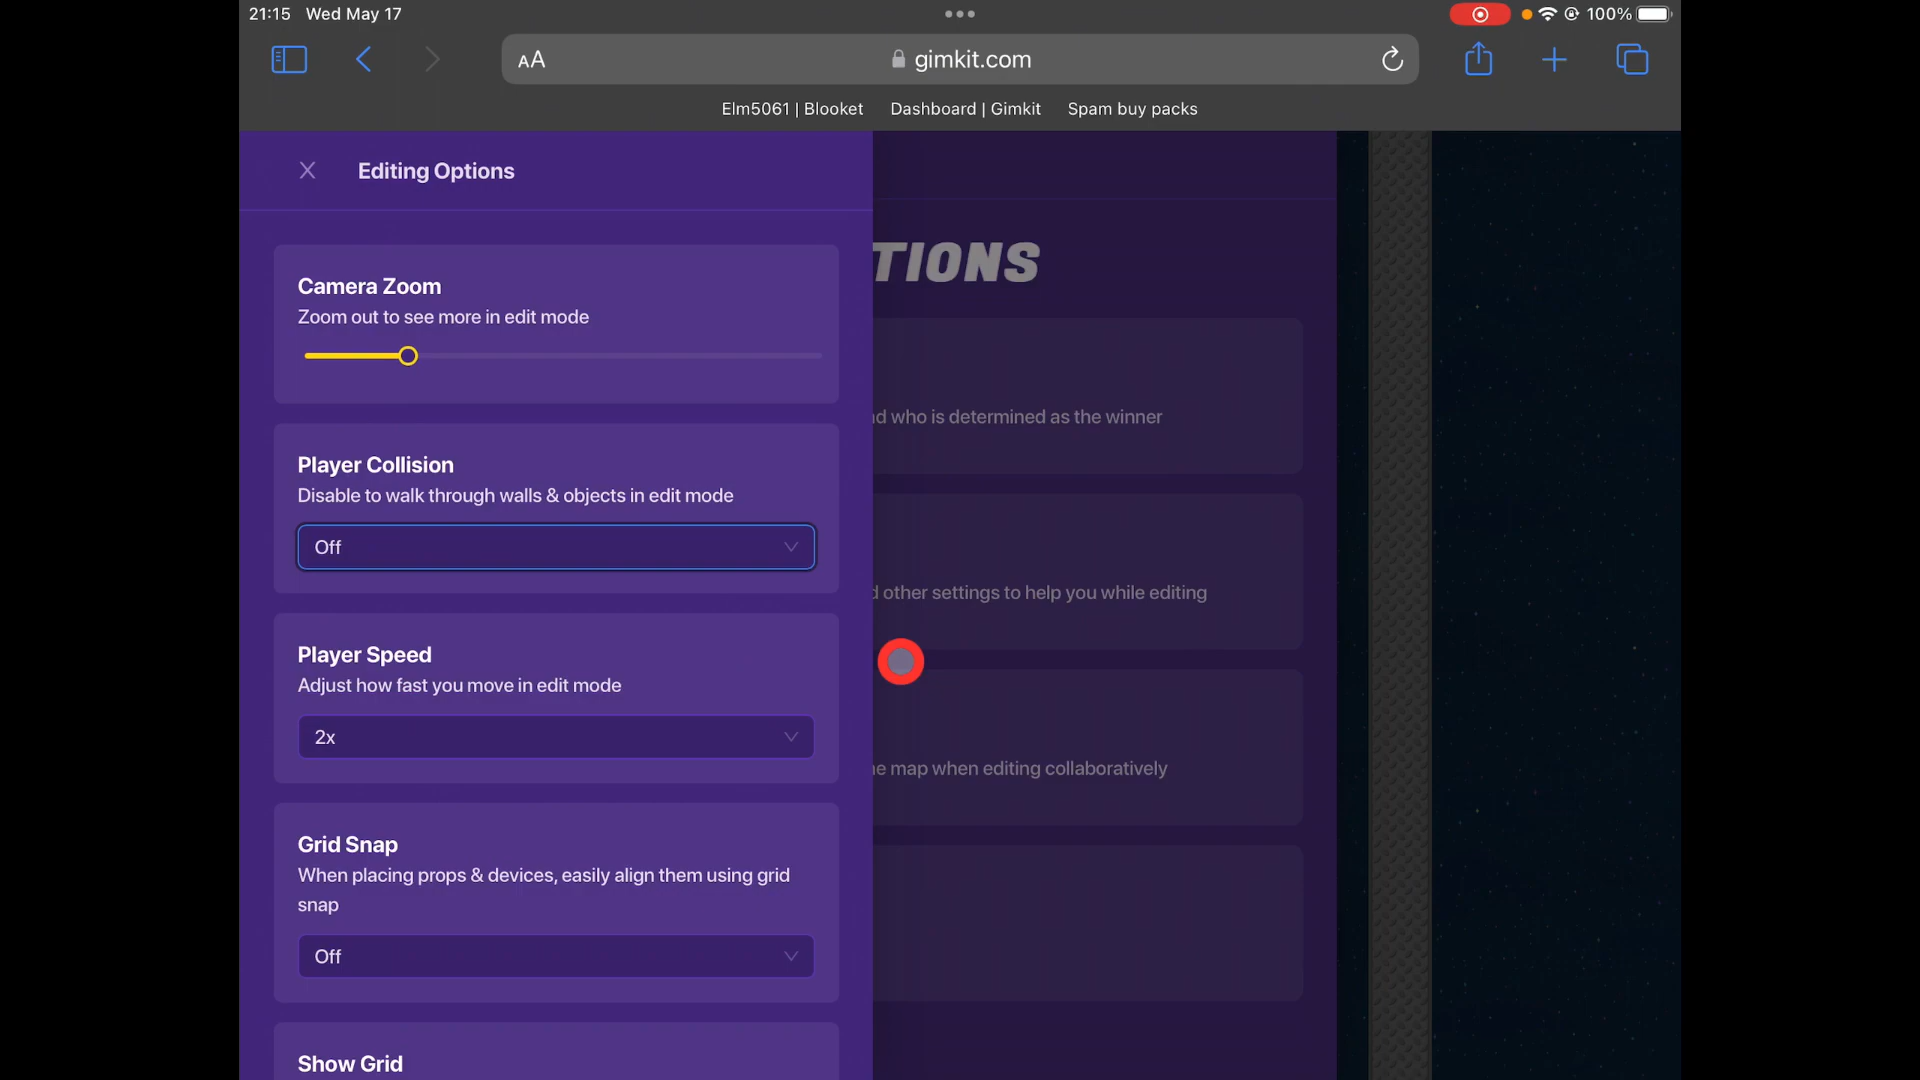 21:15 Wed May 17
100%
AA
gimkit.com
Elm5061 | Blooket Dashboard | Gimkit Spam buy packs
Editing Options
TIONS
Camera Zoom
Zoom out to see more in edit mode
who is determined as the winner
Player Collision
Disable to walk through walls & objects in edit mode
Off
other settings to help you while editing
Player Speed
Adjust how fast you move in edit mode
2x
map when editing collaboratively
Grid Snap
When placing props & devices, easily align them using grid
snap
Off
Show Grid